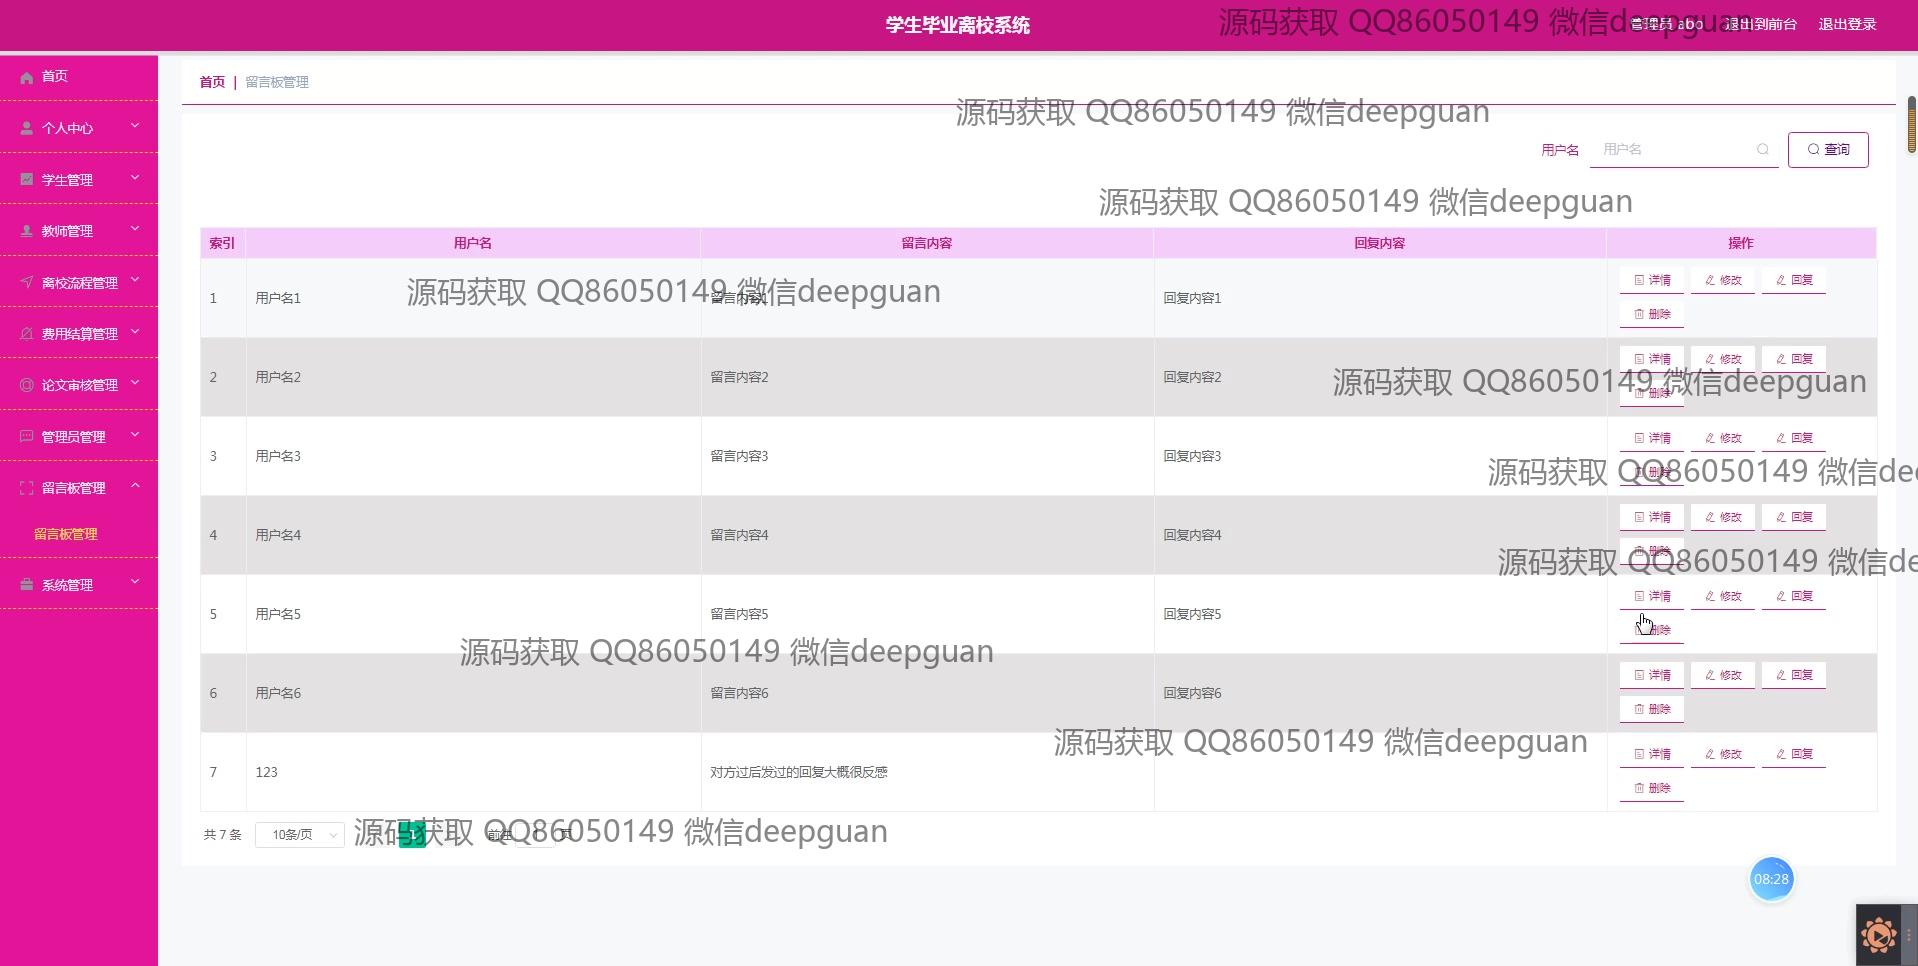 学生毕业离校系统
管理员 abo 退出到前台 退出登录
源码获取 QQ86050149 微信deepguan
首页
个人中心
学生管理
教师管理
离校流程管理
费用结算管理
论文审核管理
管理员管理
留言板管理
留言板管理
系统管理
首页 | 留言板管理
源码获取 QQ86050149 微信deepguan
用户名 用户名 查询
源码获取 QQ86050149 微信deepguan
索引 用户名 留言内容 回复内容 操作
1 用户名1 留言内容1 回复内容1 详情 修改 回复
删除
源码获取 QQ86050149 微信deepguan
2 用户名2 留言内容2 回复内容2 详情 修改 回复
删除
源码获取 QQ86050149 微信deepguan
3 用户名3 留言内容3 回复内容3 详情 修改 回复
删除
源码获取 QQ86050149 微信dee
4 用户名4 留言内容4 回复内容4 详情 修改 回复
删除
源码获取 QQ86050149 微信de
5 用户名5 留言内容5 回复内容5 详情 修改 回复
删除
源码获取 QQ86050149 微信deepguan
6 用户名6 留言内容6 回复内容6 详情 修改 回复
删除
源码获取 QQ86050149 微信deepguan
7 123 对方过后发过的回复大概很反感 详情 修改 回复
删除
共 7 条 10条/页 1 前往 1 页
源码获取 QQ86050149 微信deepguan
08:28